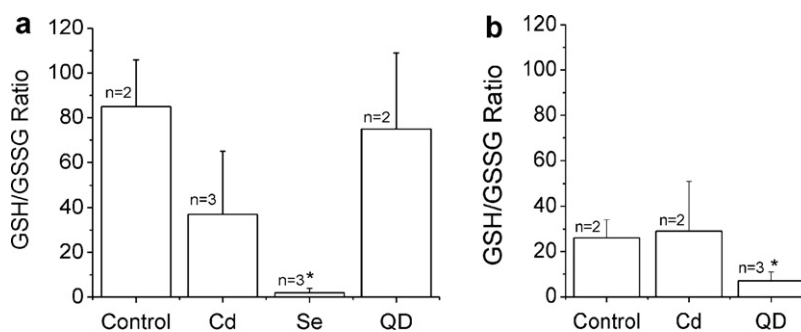 a
GSH/GSSG Ratio
120
100
80
60
40
20
0
n=2
n=3
n=3*
n=2
Control Cd Se QD
b
GSH/GSSG Ratio
120
100
80
60
40
20
0
n=2
n=2
n=3 *
Control Cd QD